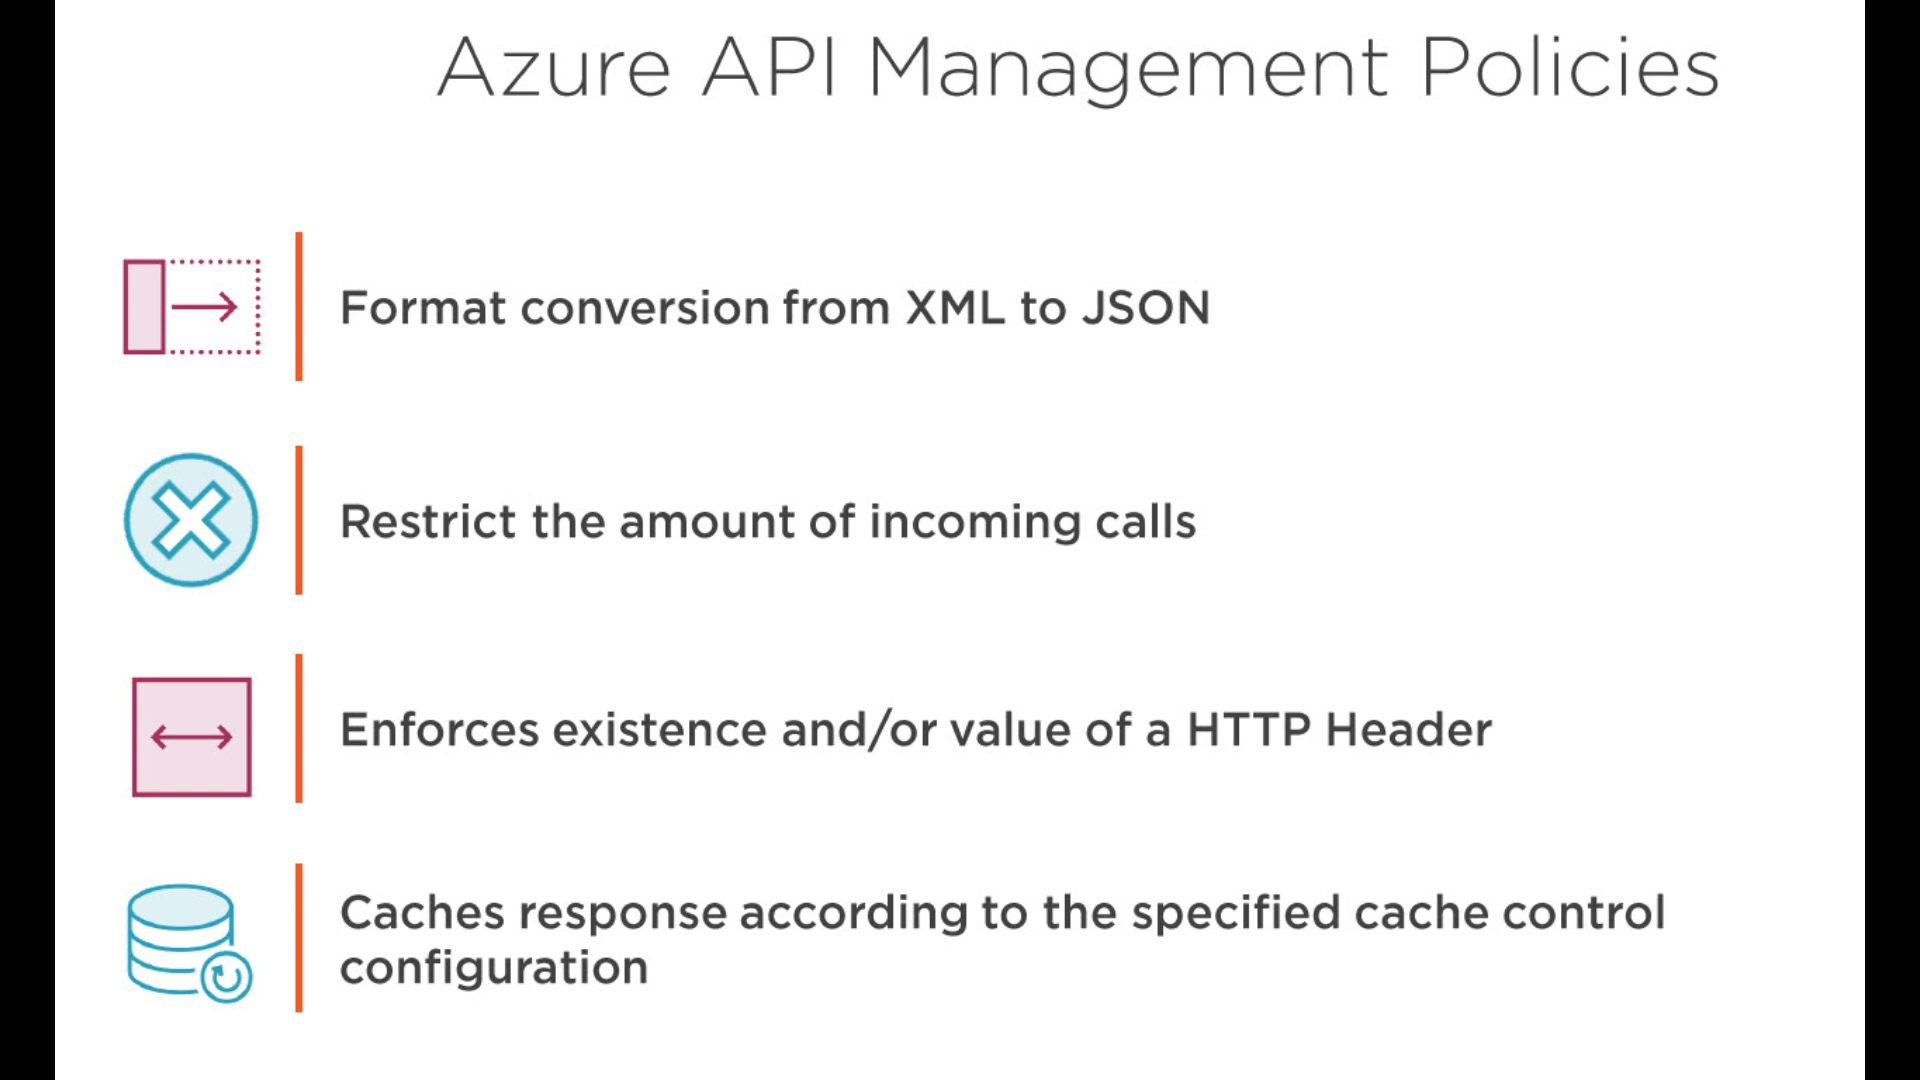 Azure API Management Policies
Format conversion from XML to JSON
Restrict the amount of incoming calls
Enforces existence and/or value of a HTTP Header
Caches response according to the specified cache control
configuration